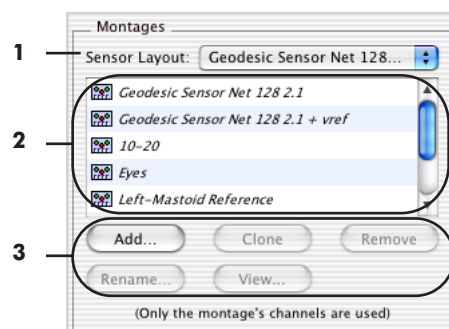 Montages
1 Sensor Layout: Geodesic Sensor Net 128...
Geodesic Sensor Net 128 2.1
Geodesic Sensor Net 128 2.1 + vref
2 10-20
Eyes
Left-Mastoid Reference
Add... Clone Remove
3
Rename... View...
(Only the montage's channels are used)